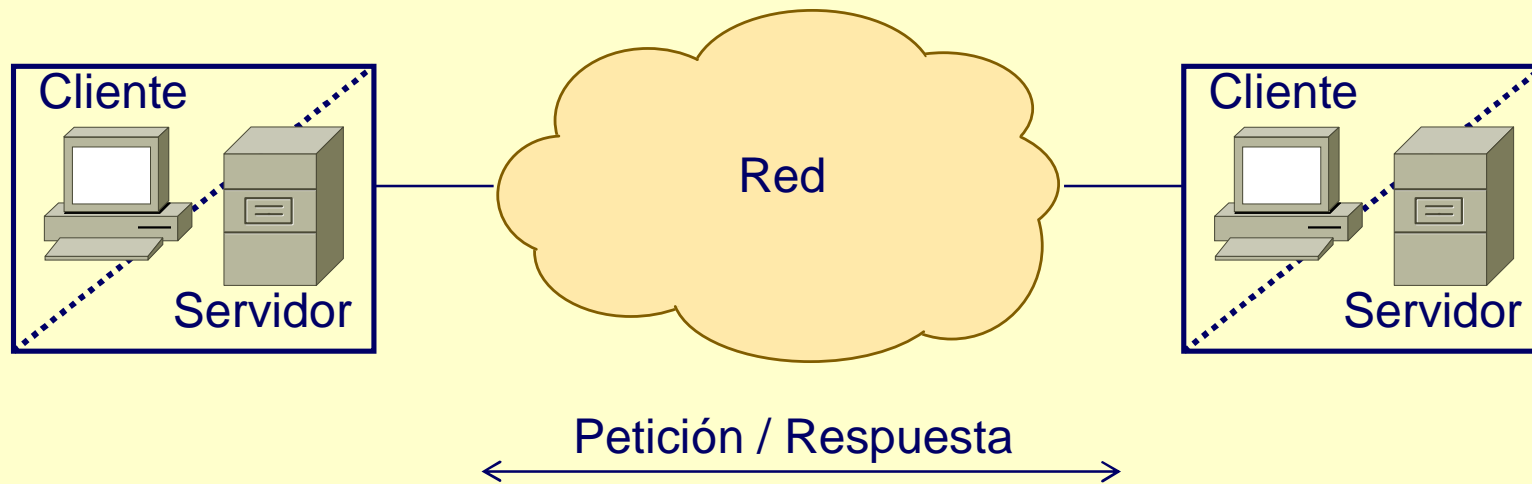 Cliente
Servidor
Red
Cliente
Servidor
Petición / Respuesta